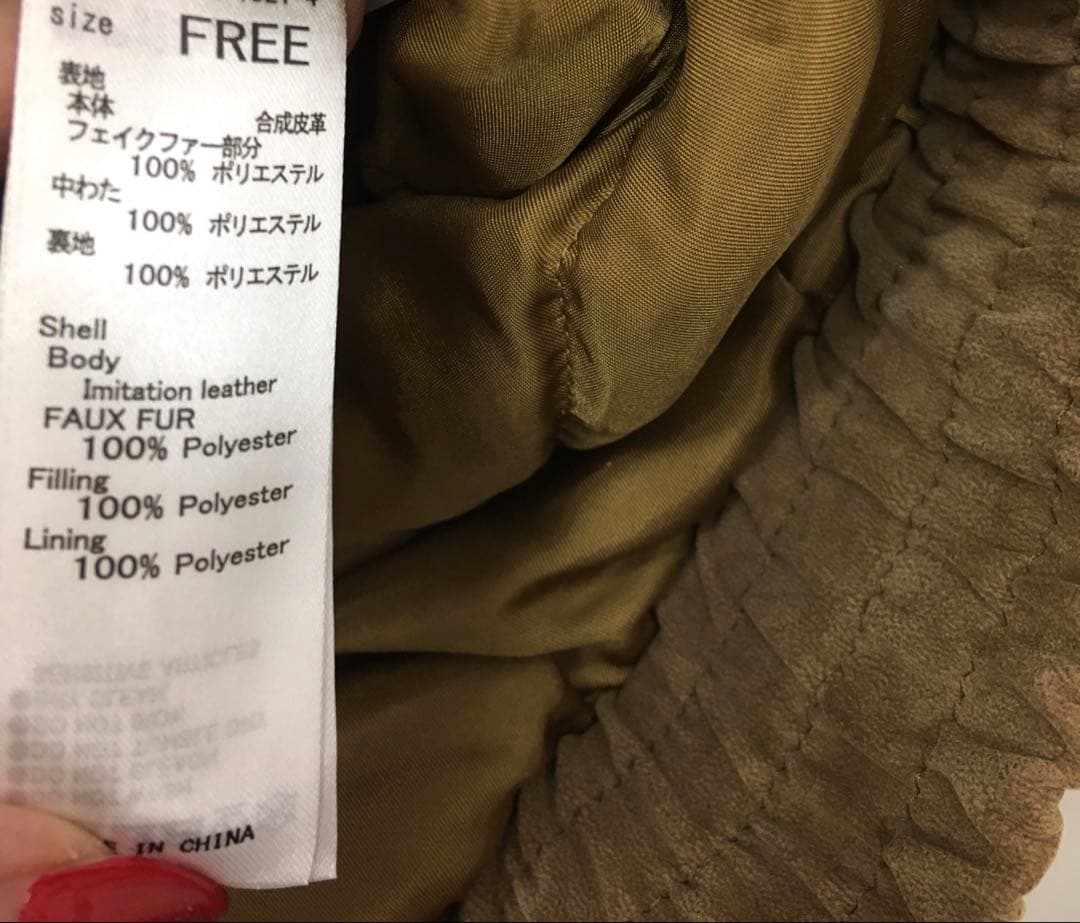 size FREE
表地
本体
合成皮革
フェイクファー部分
100% ポリエステル
中わた
100% ポリエステル
裏地
100% ポリエステル
Shell
Body
Imitation leather
FAUX FUR
100% Polyester
Filling
100% Polyester
Lining
100% Polyester
IN CHINA